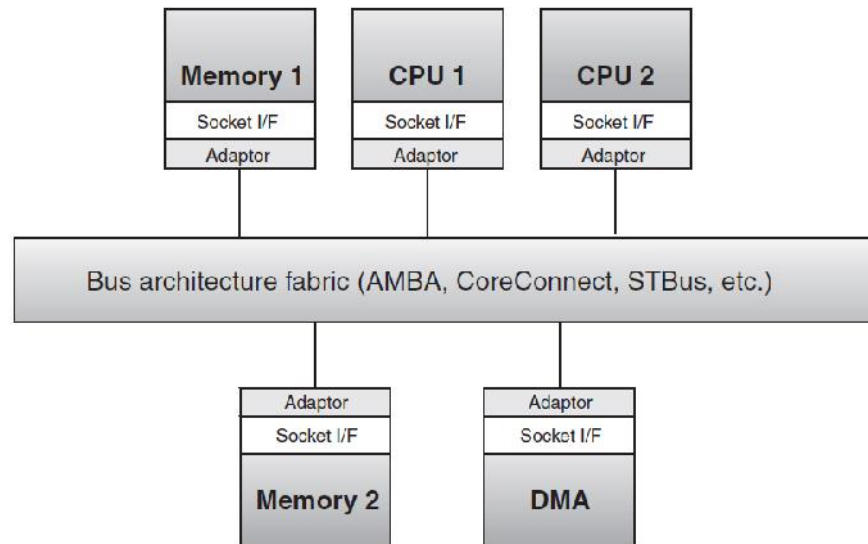 Memory 1
Socket I/F
Adaptor
CPU 1
Socket I/F
Adaptor
CPU 2
Socket I/F
Adaptor
Bus architecture fabric (AMBA, CoreConnect, STBus, etc.)
Adaptor
Socket I/F
Memory 2
Adaptor
Socket I/F
DMA